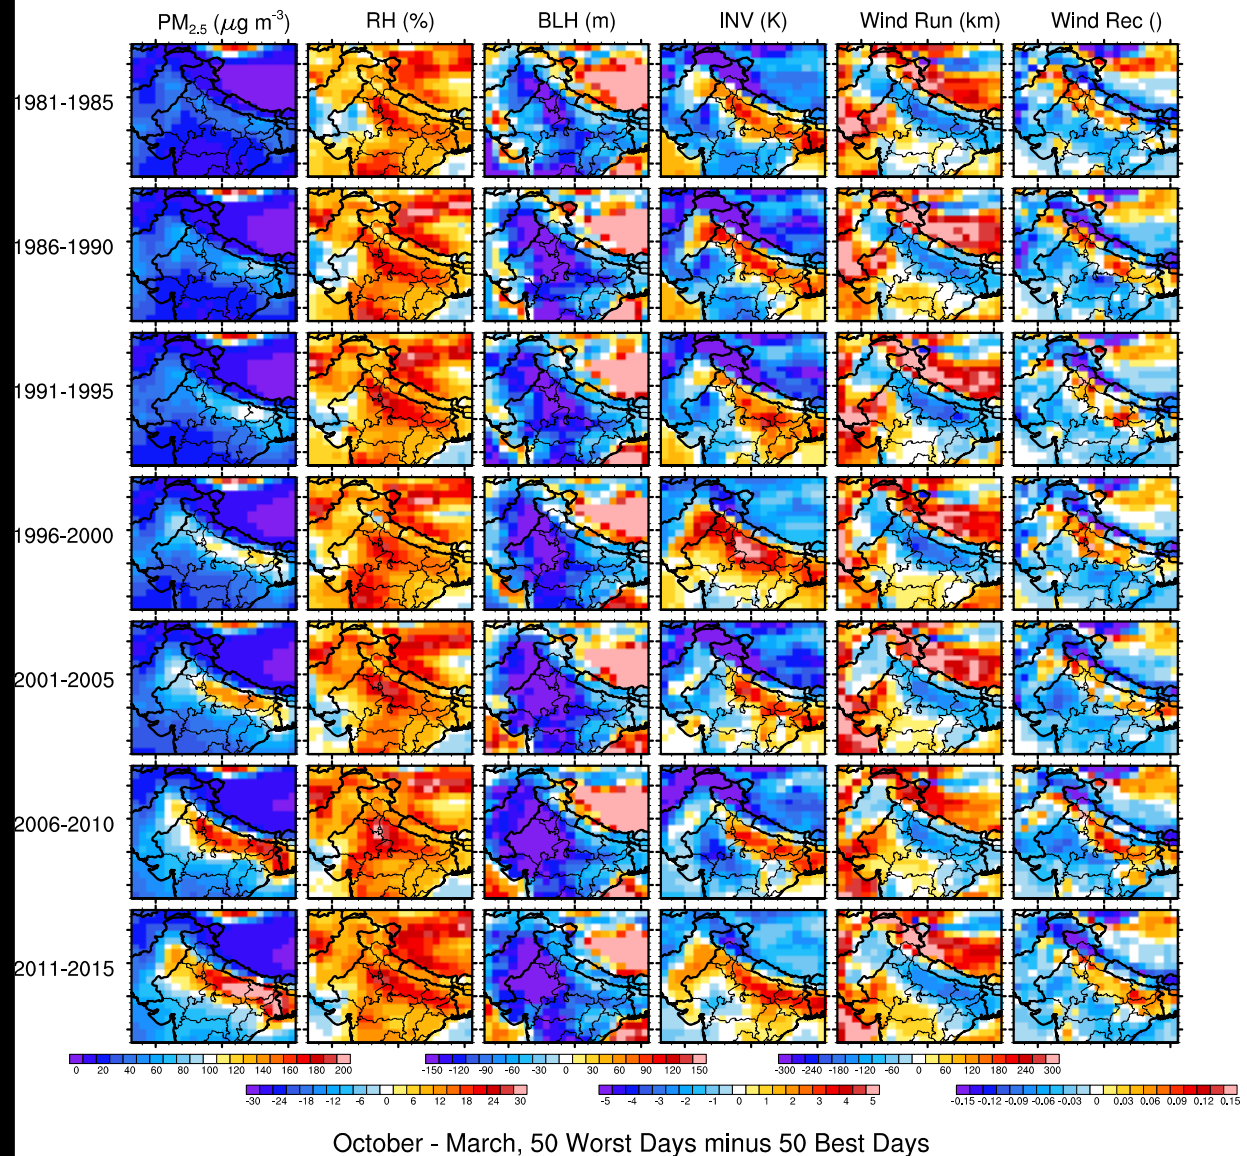 PM2.5 (μg m-3) RH (%) BLH (m) INV (K) Wind Run (km) Wind Rec ()
1981-1985
1986-1990
1991-1995
1996-2000
2001-2005
2006-2010
2011-2015
0 20 40 60 80 100 120 140 160 180 200 -150 -120 -90 -60 -30 0 30 60 90 120 150 -300 -240 -180 -120 -60 0 60 120 180 240 300
-30 -24 -18 -12 -6 0 6 12 18 24 30 -5 -4 -3 -2 -1 0 1 2 3 4 5 -0.15 -0.12 -0.09 -0.06 -0.03 0 0.03 0.06 0.09 0.12 0.15
October - March, 50 Worst Days minus 50 Best Days